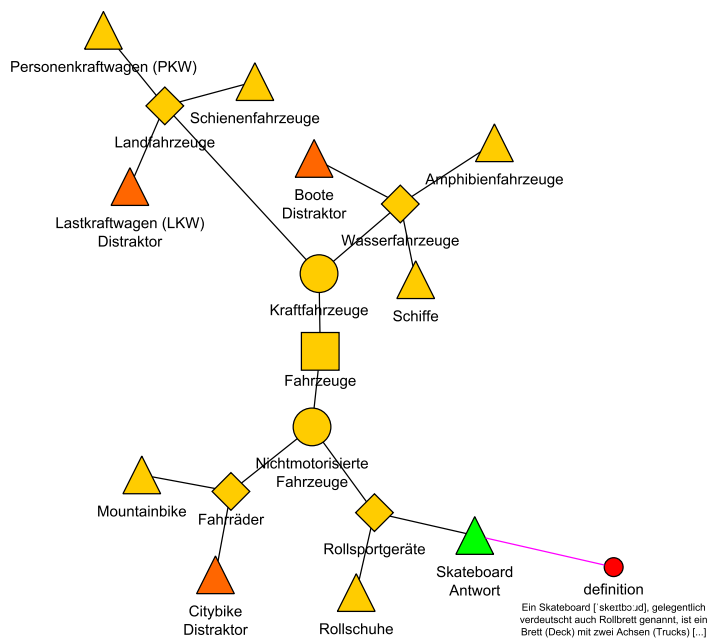 Personenkraftwagen (PKW)
Schienenfahrzeuge
Landfahrzeuge
Amphibienfahrzeuge
Boote
Distraktor
Lastkraftwagen (LKW)
Distraktor
Wasserfahrzeuge
Kraftfahrzeuge
Schiffe
Fahrzeuge
Nichtmotorisierte
Fahrzeuge
Mountainbike
Fahrräder
Rollsportgeräte
Skateboard
Antwort
definition
Ein Skateboard [ˈskeɪtbɔːɹd], gelegentlich
verdeutscht auch Rollbrett genannt, ist ein
Brett (Deck) mit zwei Achsen (Trucks) [...]
Citybike
Distraktor
Rollschuhe